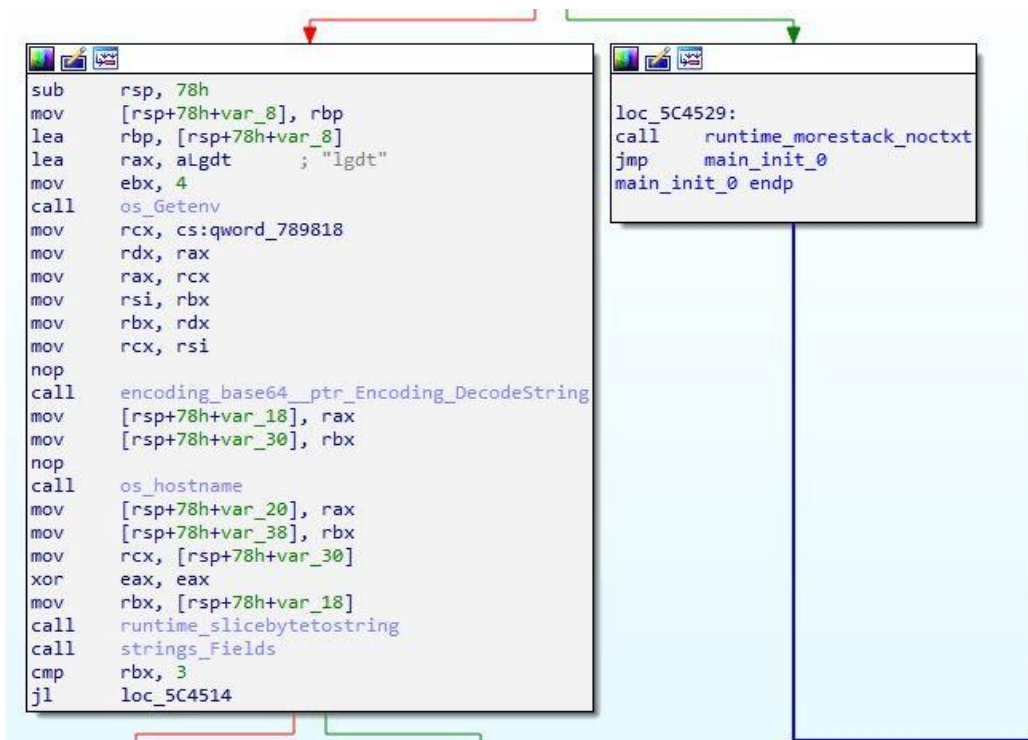 sub rsp, 78h
mov [rsp+78h+var_8], rbp
lea rbp, [rsp+78h+var_8]
lea rax, aLgdt ; "lgdt"
mov ebx, 4
call os_Getenv
mov rcx, cs:qword_789818
mov rdx, rax
mov rax, rcx
mov rsi, rbx
mov rbx, rdx
mov rcx, rsi
nop
call encoding_base64__ptr_Encoding_DecodeString
mov [rsp+78h+var_18], rax
mov [rsp+78h+var_30], rbx
nop
call os_hostname
mov [rsp+78h+var_20], rax
mov [rsp+78h+var_38], rbx
mov rcx, [rsp+78h+var_30]
xor eax, eax
mov rbx, [rsp+78h+var_18]
call runtime_slicebytetostring
call strings_Fields
cmp rbx, 3
jl loc_5C4514
loc_5C4529:
call runtime_morestack_noctxt
jmp main_init_0
main_init_0 endp